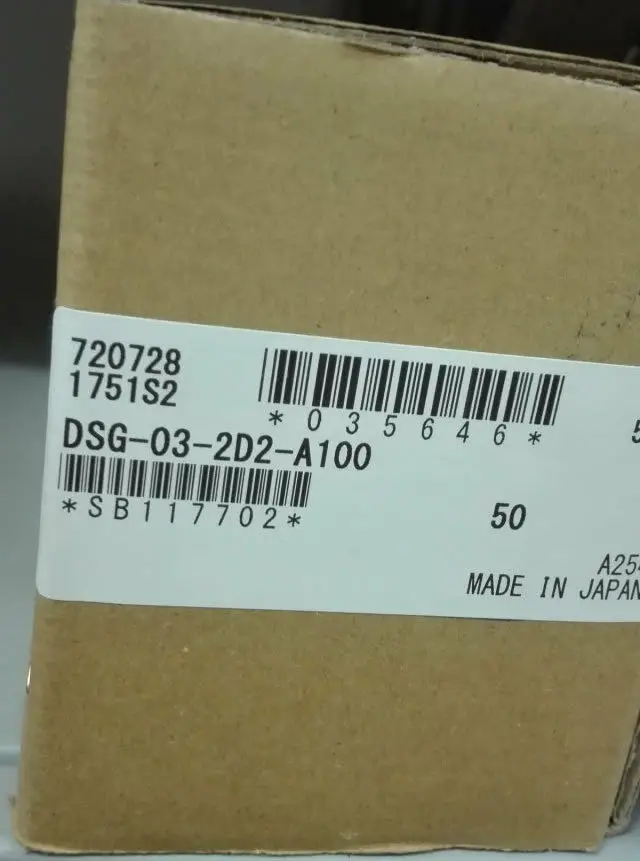 720728
1751S2
*035646*
DSG-03-2D2-A100
*SB117702*
50
MADE IN JAPAN